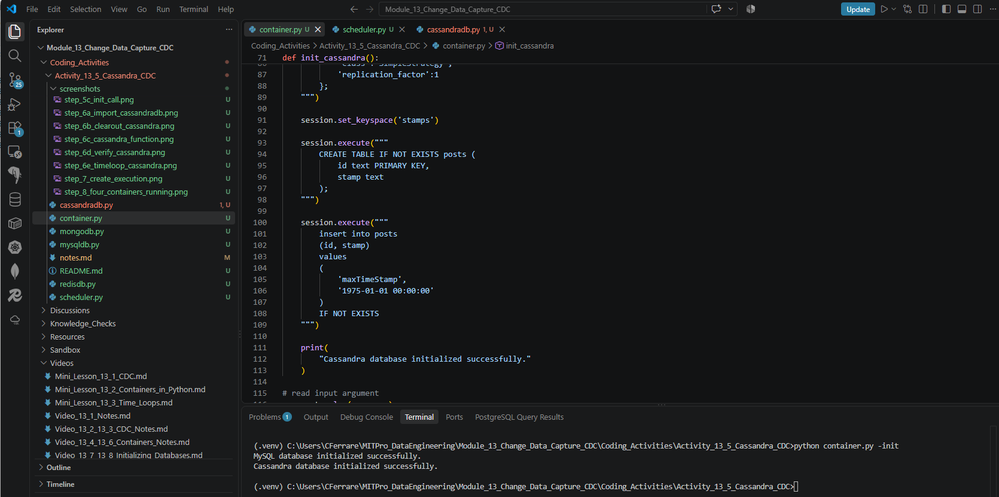 File Edit Selection View Go Run Terminal Help
Module_13_Change_Data_Capture_CDC
Update
Explorer
Module_13_Change_Data_Capture_CDC
Coding_Activities
Activity_13_5_Cassandra_CDC
screenshots
step_5c_init_call.png U
step_6a_import_cassandradb.png U
step_6b_clearout_cassandra.png U
step_6c_cassandra_function.png U
step_6d_verify_cassandra.png U
step_6e_timeloop_cassandra.png U
step_7_create_execution.png U
step_8_four_containers_running.png U
cassandradb.py 1, U
container.py U
mongodb.py U
mysqldb.py U
notes.md M
README.md U
redisdb.py U
scheduler.py U
Discussions
Knowledge_Checks
Resources
Sandbox
Videos
Mini_Lesson_13_1_CDC.md
Mini_Lesson_13_2_Containers_in_Python.md
Mini_Lesson_13_3_Time_Loops.md
Video_13_1_Notes.md
Video_13_2_13_3_CDC_Notes.md
Video_13_4_13_6_Containers_Notes.md
Video_13_7_13_8_Initializing_Databases.md
Outline
Timeline
25
1
CQL
container.py U scheduler.py U cassandradb.py 1, U
Coding_Activities > Activity_13_5_Cassandra_CDC > container.py > init_cassandra
71 def init_cassandra():
86 'class':'SimpleStrategy',
87 'replication_factor':1
88 };
89 """)
90
91 session.set_keyspace('stamps')
92
93 session.execute("""
94 CREATE TABLE IF NOT EXISTS posts (
95 id text PRIMARY KEY,
96 stamp text
97 );
98 """)
99
100 session.execute("""
101 insert into posts
102 (id, stamp)
103 values
104 (
105 'maxTimeStamp',
106 '1975-01-01 00:00:00'
107 )
108 IF NOT EXISTS
109 """)
110
111 print(
112 "Cassandra database initialized successfully."
113 )
114
115 # read input argument
Problems 1 Output Debug Console Terminal Ports PostgreSQL Query Results
(.venv) C:\Users\CFerrare\MITPro_DataEngineering\Module_13_Change_Data_Capture_CDC\Coding_Activities\Activity_13_5_Cassandra_CDC>python container.py -init
MySQL database initialized successfully.
Cassandra database initialized successfully.
(.venv) C:\Users\CFerrare\MITPro_DataEngineering\Module_13_Change_Data_Capture_CDC\Coding_Activities\Activity_13_5_Cassandra_CDC>